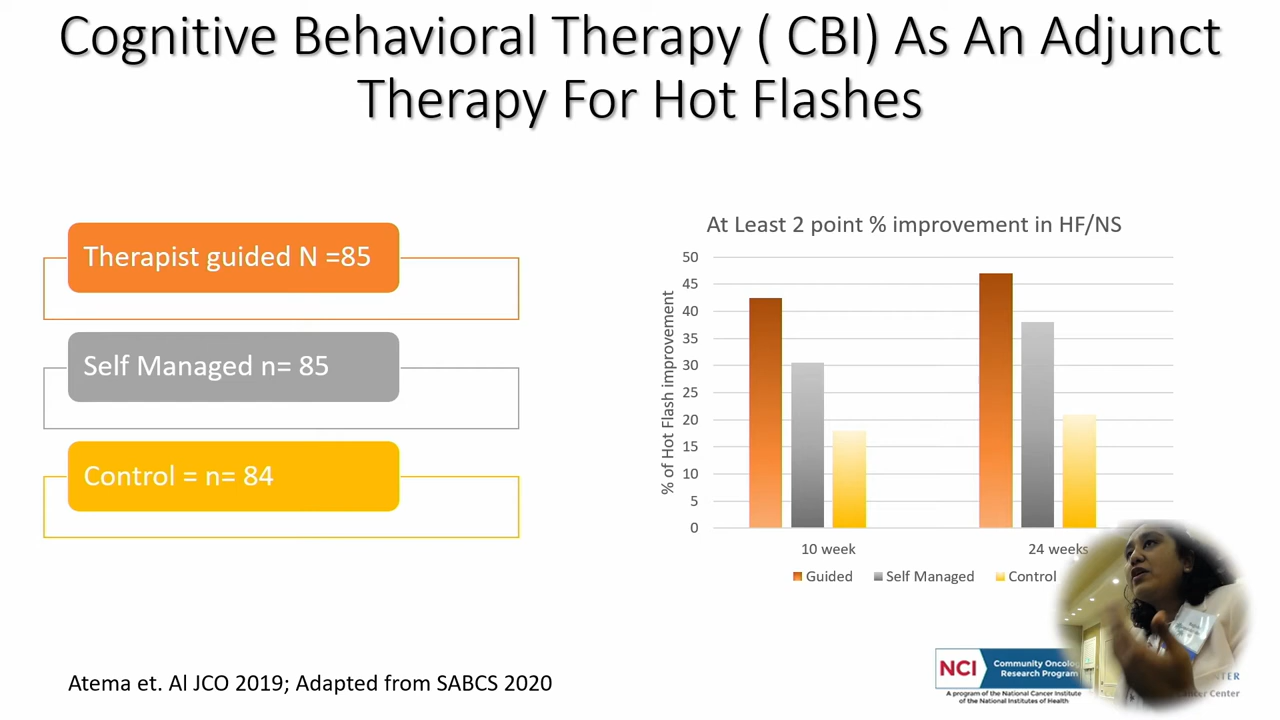 Cognitive Behavioral Therapy ( CBI) As An Adjunct
Therapy For Hot Flashes
Therapist guided N =85
Self Managed n= 85
Control = n= 84
At Least 2 point % improvement in HF/NS
% of Hot Flash improvement
50
45
40
35
30
25
20
15
10
5
0
10 week
24 weeks
Guided
Self Managed
Control
Atema et. Al JCO 2019; Adapted from SABCS 2020
NCI
Community Oncolo
Research Program
A program of the National Cancer Institute
of the National Institutes of Health
NTER
Center